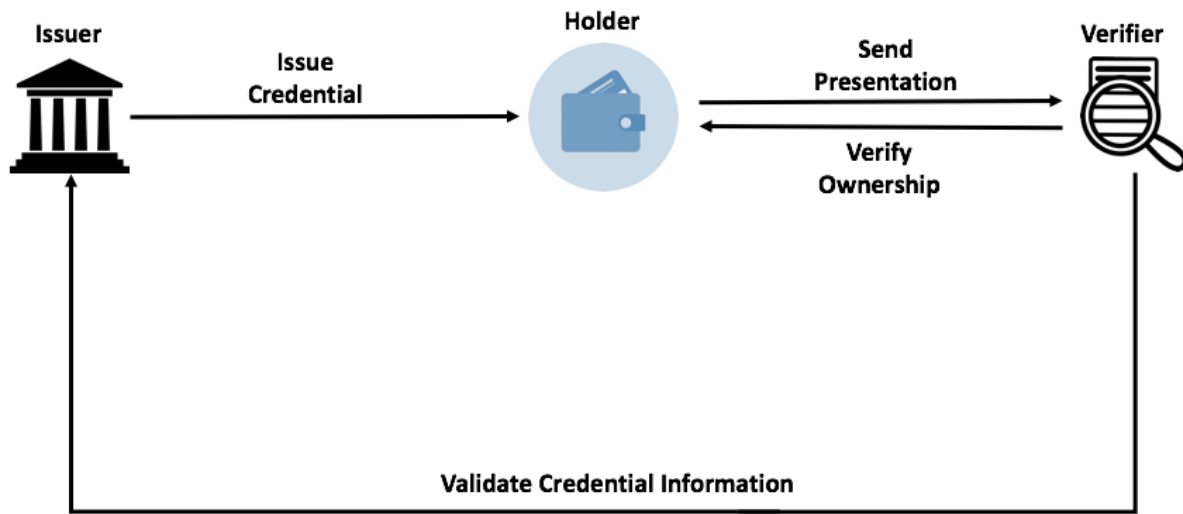 Issuer
Holder
Verifier
Issue
Credential
Send
Presentation
Verify
Ownership
Validate Credential Information